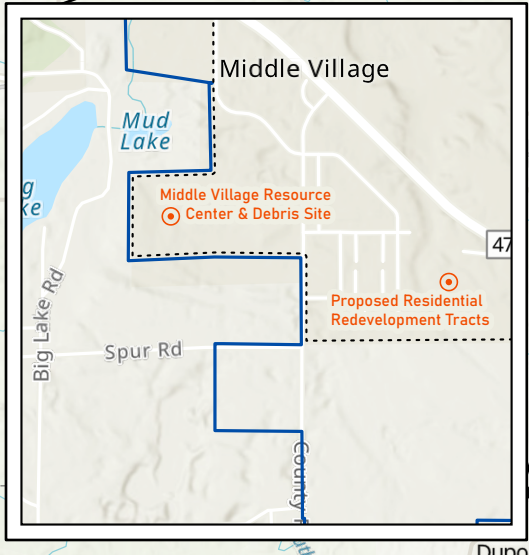 Middle Village
Mud
Lake
g
ke
Middle Village Resource
Center & Debris Site
47
Proposed Residential
Redevelopment Tracts
Big Lake Rd
Spur Rd
County